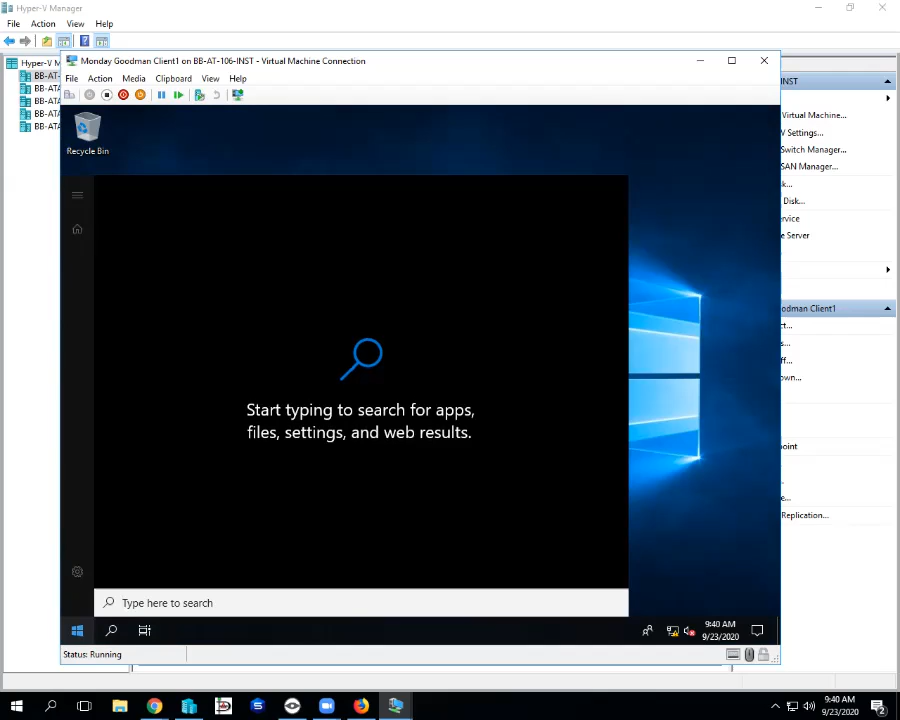 Hyper-V Manager
File Action View Help
Hyper-V M
BB-AT-
BB-ATA
BB-ATA
BB-ATA
BB-ATA
Monday Goodman Client1 on BB-AT-106-INST - Virtual Machine Connection
File Action Media Clipboard View Help
Recycle Bin
Start typing to search for apps,
files, settings, and web results.
Type here to search
9:40 AM
9/23/2020
Status: Running
INST
Virtual Machine...
V Settings...
Switch Manager...
SAN Manager...
k...
Disk...
ervice
e Server
odman Client1
t...
s...
ff...
own...
point
e...
Replication...
9:40 AM
9/23/2020
2